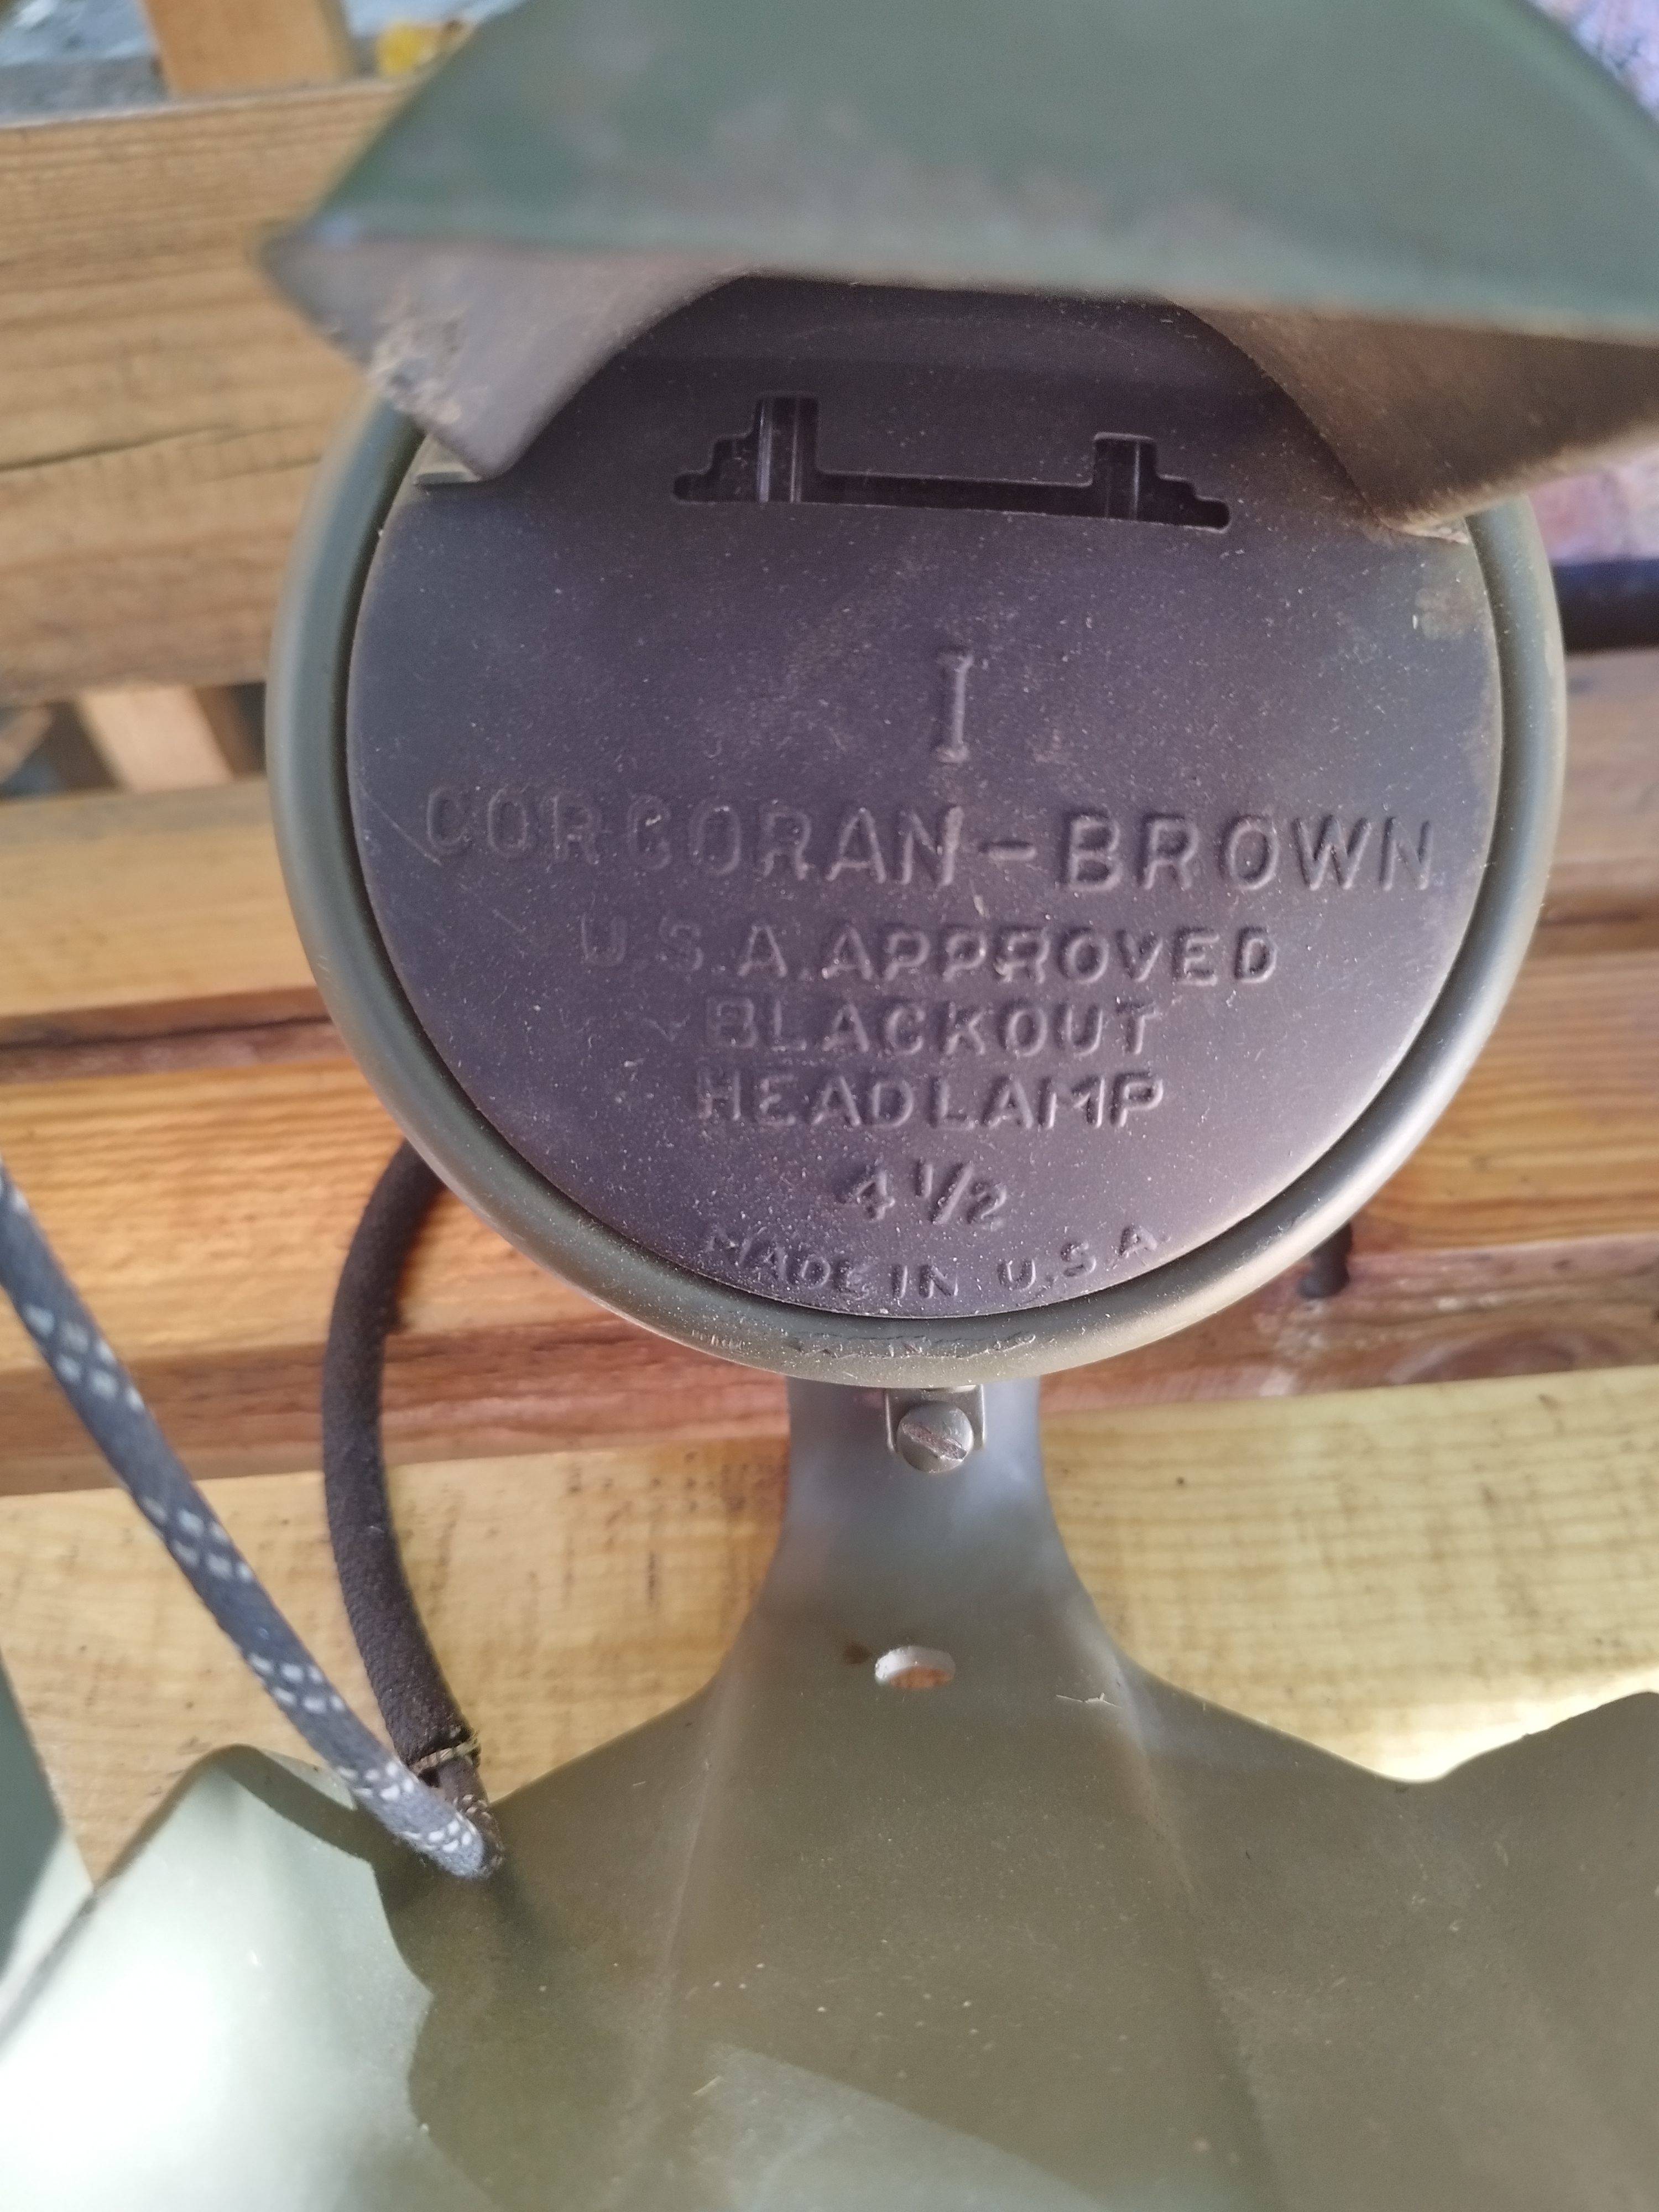 I
CORCORAN-BROWN
U.S.A. APPROVED
BLACKOUT
HEADLAMP
4 1/2
MADE IN U.S.A.